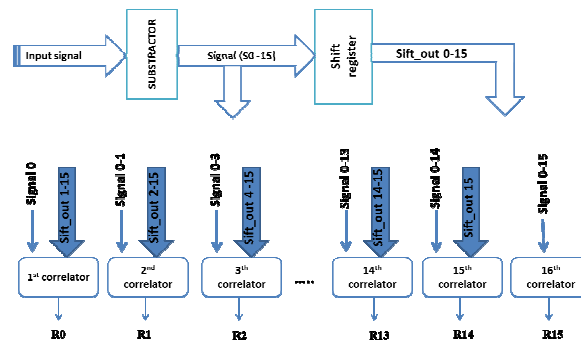 Input signal
SUBSTRACTOR
Signal (S0 -15)
Shift register
Sift_out 0-15
Signal 0
Sift_out 1-15
Signal 0-1
Sift_out 2-15
Signal 0-3
Sift_out 4 -15
Signal 0-13
Sift_out 14-15
Signal 0-14
Sift_out 15
Signal 0-15
1st correlator
2nd
correlator
3th
correlator
.....
14th
correlator
15th
correlator
16th
correlator
R0
R1
R2
R13
R14
R15